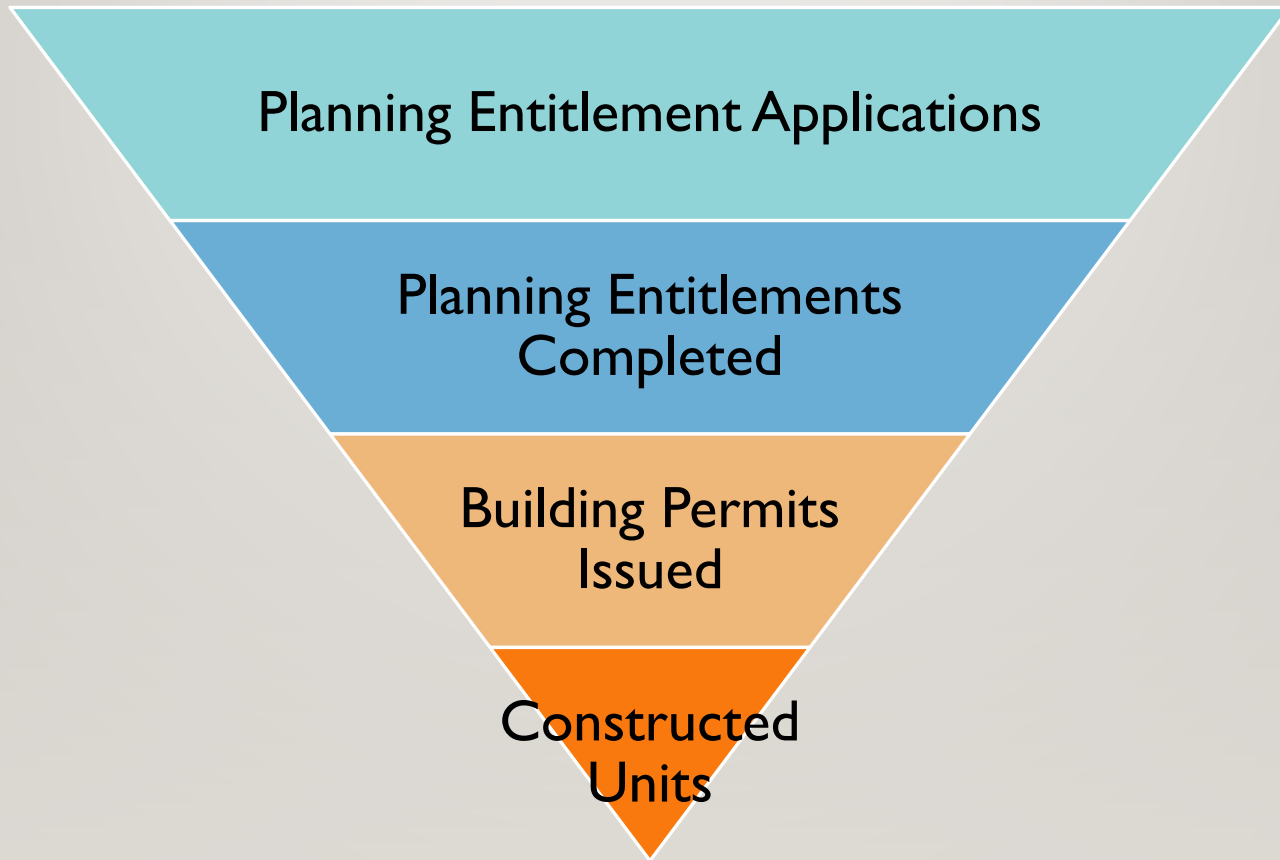 Planning Entitlement Applications
Planning Entitlements
Completed
Building Permits
Issued
Constructed
Units